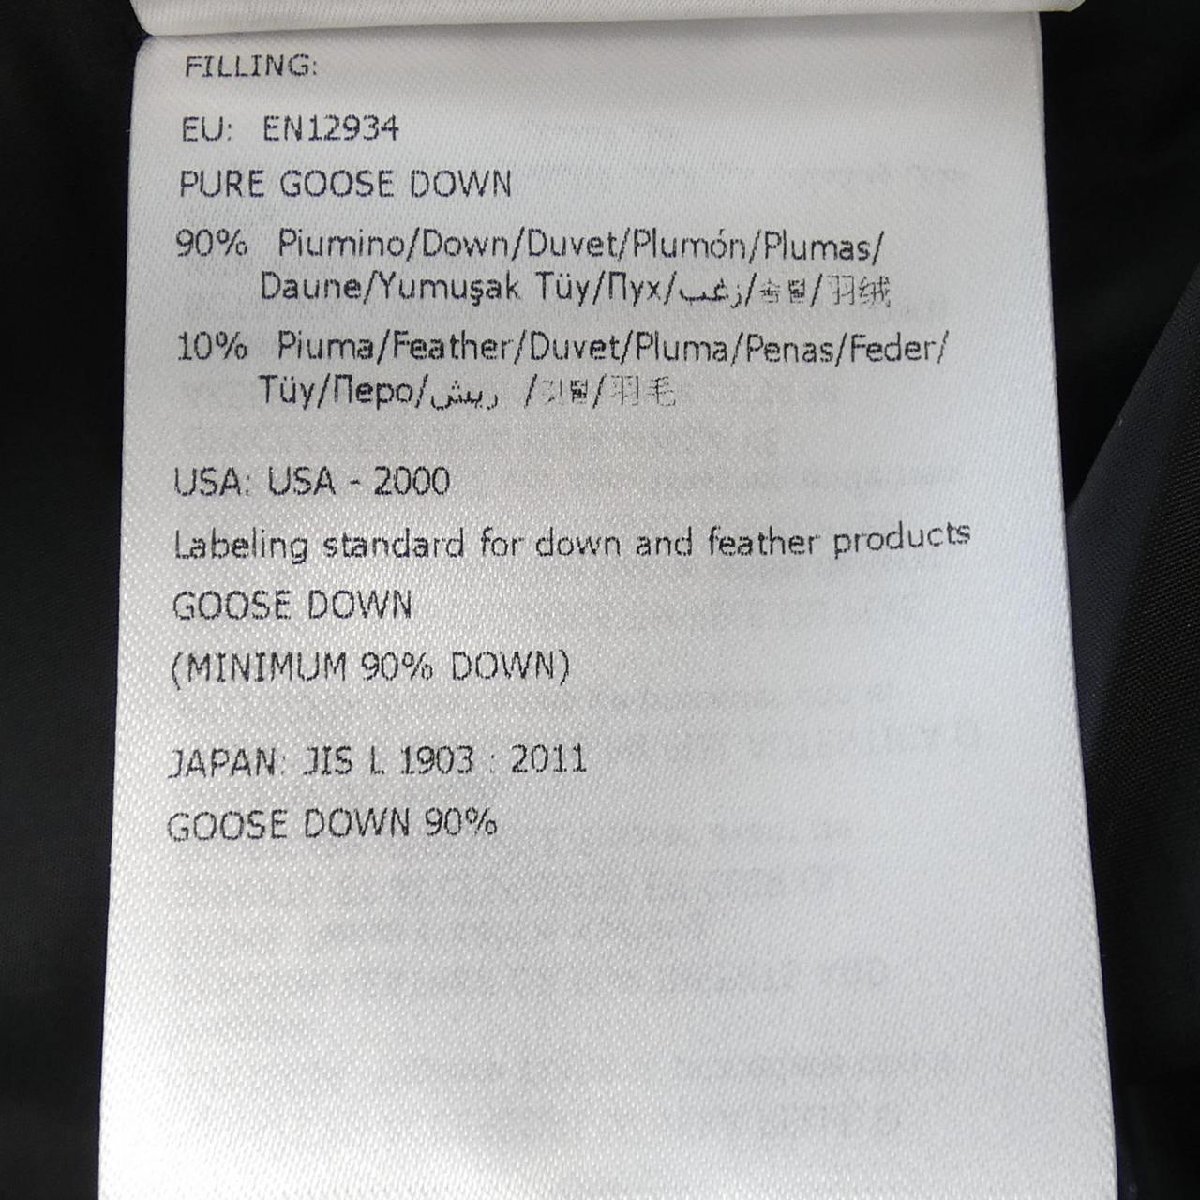 FILLING:
EU: EN12934
PURE GOOSE DOWN
90% Piumino/Down/Duvet/Plumón/Plumas/
Daune/Yumuşak Tüy/Пух/زغب/솜털/羽绒
10% Piuma/Feather/Duvet/Pluma/Penas/Feder/
Tüy/Перо/ريش /깃털/羽毛
USA: USA - 2000
Labeling standard for down and feather products
GOOSE DOWN
(MINIMUM 90% DOWN)
JAPAN: JIS L 1903 : 2011
GOOSE DOWN 90%